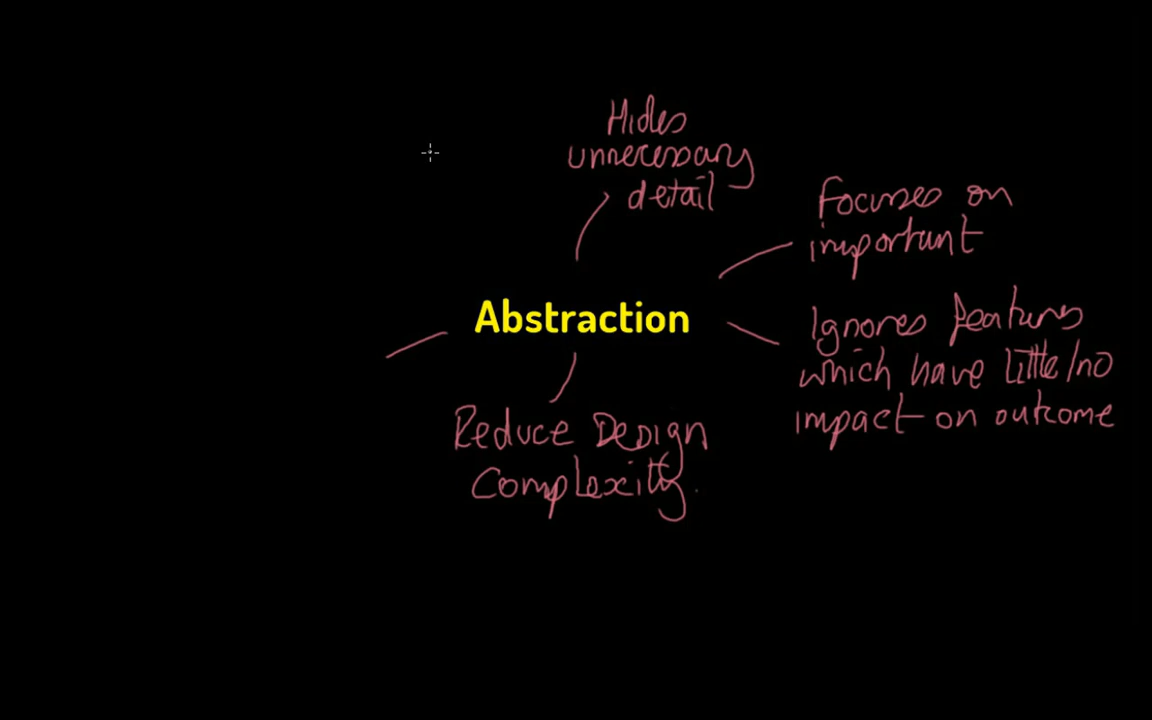 Hides
unnecessary
detail
Focuses on
important
Abstraction
Ignores features
which have little/no
impact on outcome
Reduce Design
Complexity.